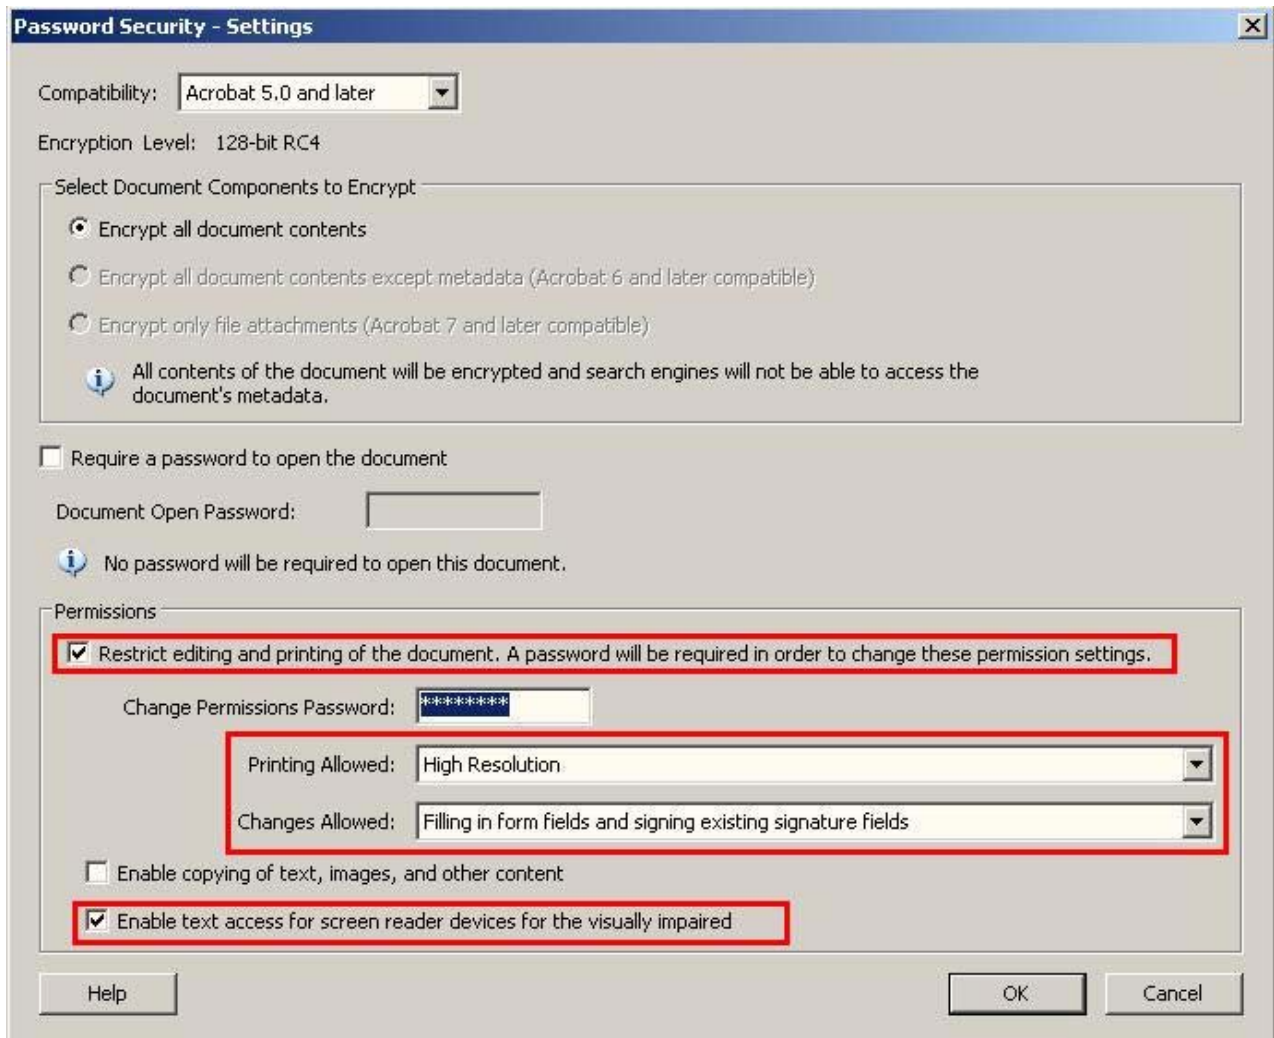 Password Security - Settings
Compatibility: Acrobat 5.0 and later
Encryption Level: 128-bit RC4
Select Document Components to Encrypt
Encrypt all document contents
Encrypt all document contents except metadata (Acrobat 6 and later compatible)
Encrypt only file attachments (Acrobat 7 and later compatible)
All contents of the document will be encrypted and search engines will not be able to access the
document's metadata.
Require a password to open the document
Document Open Password:
No password will be required to open this document.
Permissions
Restrict editing and printing of the document. A password will be required in order to change these permission settings.
Change Permissions Password: ********
Printing Allowed: High Resolution
Changes Allowed: Filling in form fields and signing existing signature fields
Enable copying of text, images, and other content
Enable text access for screen reader devices for the visually impaired
Help OK Cancel